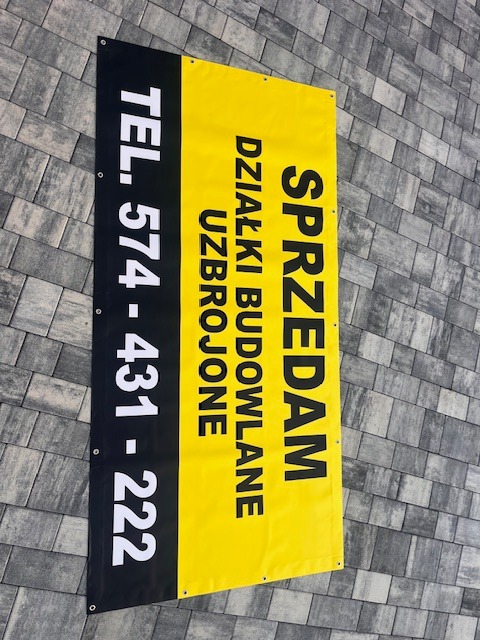 SPRZEDAM
DZIAŁKI BUDOWLANE
UZBROJONE
TEL. 574 - 431 - 222